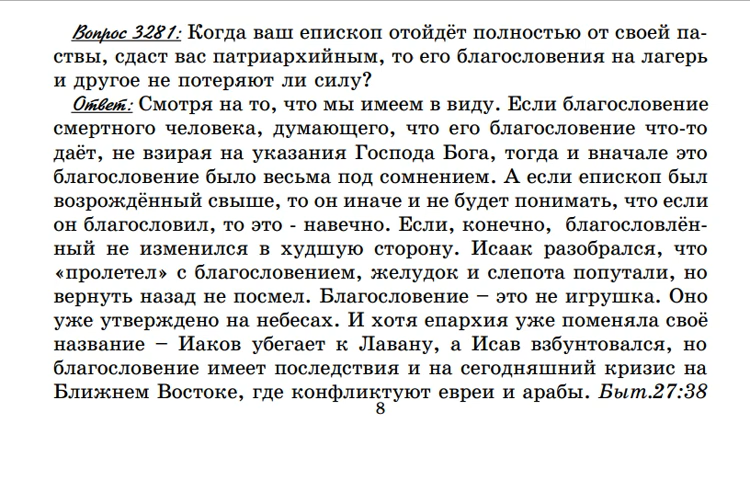 Вопрос 3281: Когда ваш епископ отойдёт полностью от своей па-
ствы, сдаст вас патриархийным, то его благословения на лагерь
и другое не потеряют ли силу?
Ответ: Смотря на то, что мы имеем в виду. Если благословение
смертного человека, думающего, что его благословение что-то
даёт, не взирая на указания Господа Бога, тогда и вначале это
благословение было весьма под сомнением. А если епископ был
возрождённый свыше, то он иначе и не будет понимать, что если
он благословил, то это - навечно. Если, конечно, благословлён-
ный не изменился в худшую сторону. Исаак разобрался, что
«пролетел» с благословением, желудок и слепота попутали, но
вернуть назад не посмел. Благословение – это не игрушка. Оно
уже утверждено на небесах. И хотя епархия уже поменяла своё
название – Иаков убегает к Лавану, а Исав взбунтовался, но
благословение имеет последствия и на сегодняшний кризис на
Ближнем Востоке, где конфликтуют евреи и арабы. Быт.27:38
8